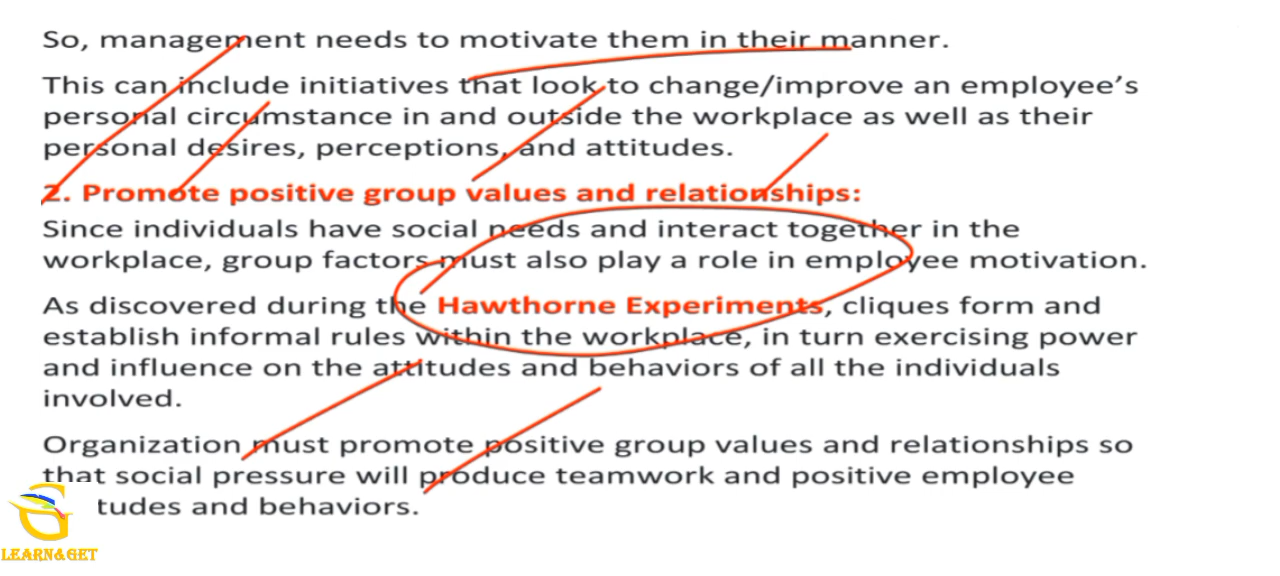 So, management needs to motivate them in their manner.
This can include initiatives that look to change/improve an employee's
personal circumstance in and outside the workplace as well as their
personal desires, perceptions, and attitudes.
2. Promote positive group values and relationships:
Since individuals have social needs and interact together in the
workplace, group factors must also play a role in employee motivation.
As discovered during the Hawthorne Experiments, cliques form and
establish informal rules within the workplace, in turn exercising power
and influence on the attitudes and behaviors of all the individuals
involved.
Organization must promote positive group values and relationships so
that social pressure will produce teamwork and positive employee
tudes and behaviors.
LEARN&GET